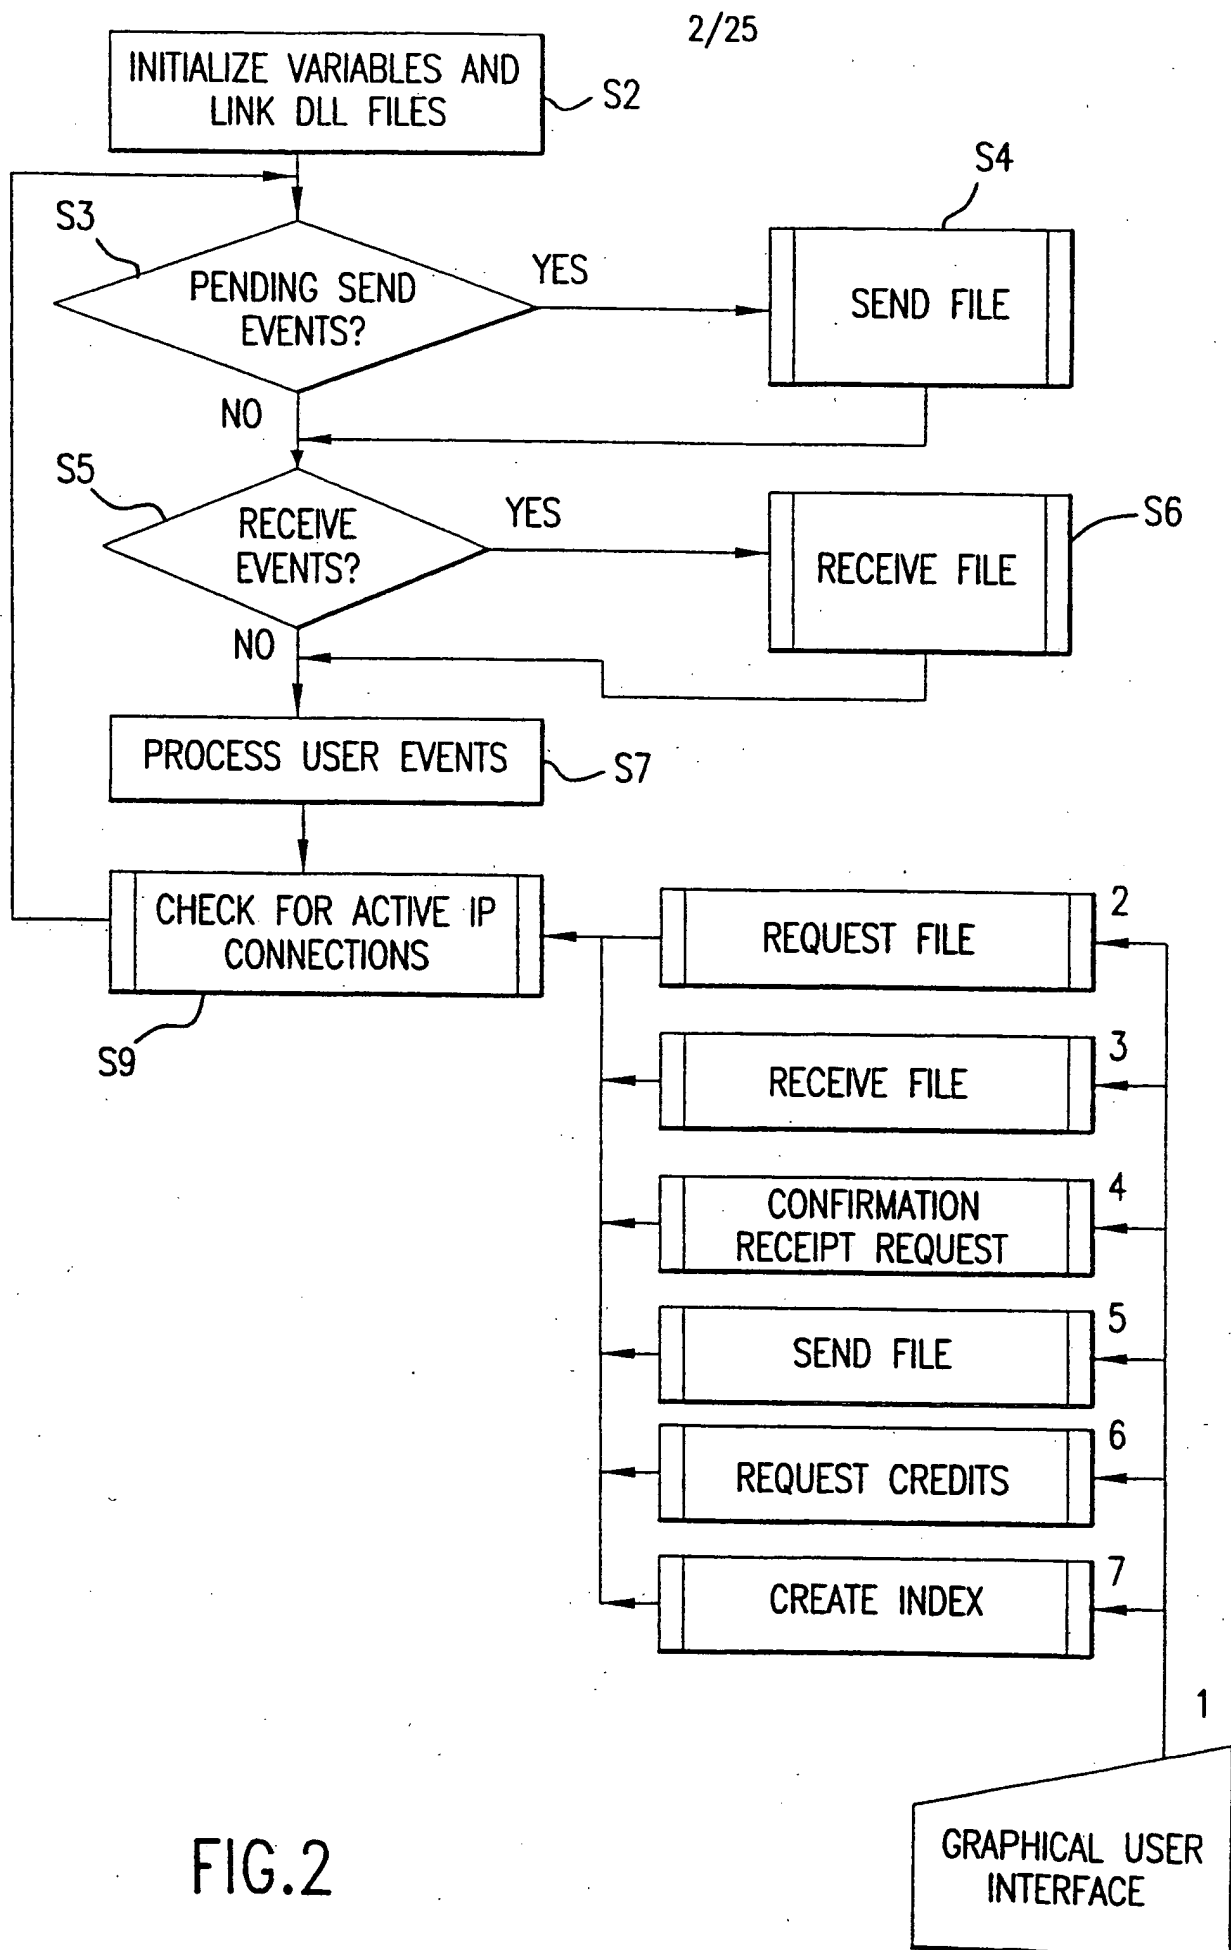 2/25
INITIALIZE VARIABLES AND
LINK DLL FILES
S2
S3
PENDING SEND
EVENTS?
YES
S4
SEND FILE
NO
S5
RECEIVE
EVENTS?
YES
S6
RECEIVE FILE
NO
PROCESS USER EVENTS
S7
CHECK FOR ACTIVE IP
CONNECTIONS
S9
REQUEST FILE
2
RECEIVE FILE
3
CONFIRMATION
RECEIPT REQUEST
4
SEND FILE
5
REQUEST CREDITS
6
CREATE INDEX
7
1
GRAPHICAL USER
INTERFACE
FIG.2